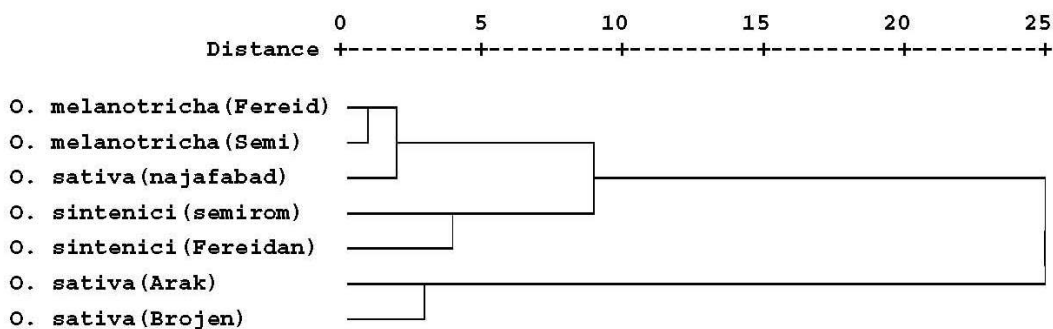 0 5 10 15 20 25
Distance +---------+---------+---------+---------+---------+
O. melanotricha(Fereid)
O. melanotricha(Semi)
O. sativa(najafabad)
O. sintenici(semirom)
O. sintenici(Fereidan)
O. sativa(Arak)
O. sativa(Brojen)